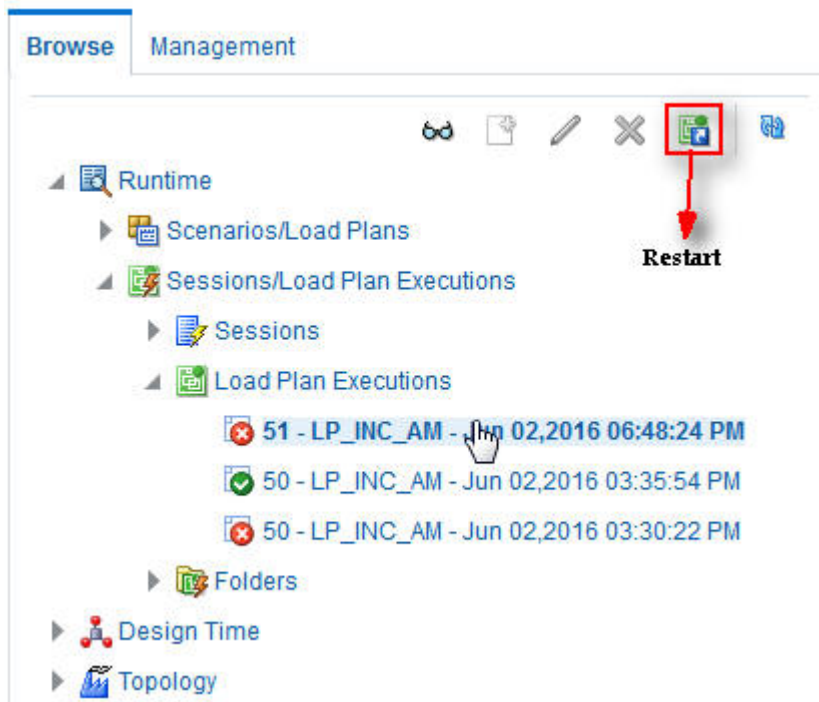 Browse Management
Runtime
Scenarios/Load Plans
Restart
Sessions/Load Plan Executions
Sessions
Load Plan Executions
51 - LP_INC_AM - Jun 02,2016 06:48:24 PM
50 - LP_INC_AM - Jun 02,2016 03:35:54 PM
50 - LP_INC_AM - Jun 02,2016 03:30:22 PM
Folders
Design Time
Topology